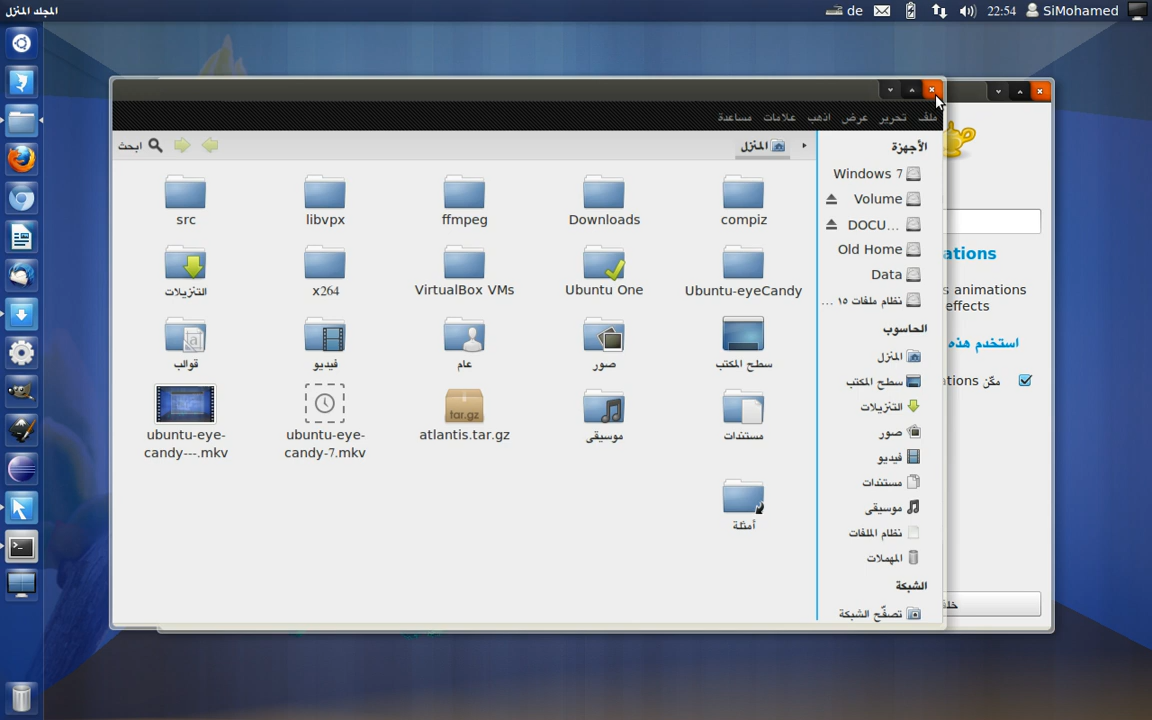 المجلد المنزل
de
22:54
SiMohamed
ملف تحرير عرض اذهب علامات مساعدة
المنزل
ابحث
الأجهزة
Windows 7
Volume
DOCU...
Old Home
Data
نظام ملفات ١٥ ...
الحاسوب
المنزل
سطح المكتب
التنزيلات
صور
فيديو
مستندات
موسيقى
نظام الملفات
المهملات
الشبكة
تصفّح الشبكة
src
libvpx
ffmpeg
Downloads
compiz
التنزيلات
x264
VirtualBox VMs
Ubuntu One
Ubuntu-eyeCandy
قوالب
فيديو
عام
صور
سطح المكتب
ubuntu-eye-
candy---.mkv
ubuntu-eye-
candy-7.mkv
tar.gz
atlantis.tar.gz
موسيقى
مستندات
أمثلة
ations
s animations
effects
استخدم هذه
مكّن ations